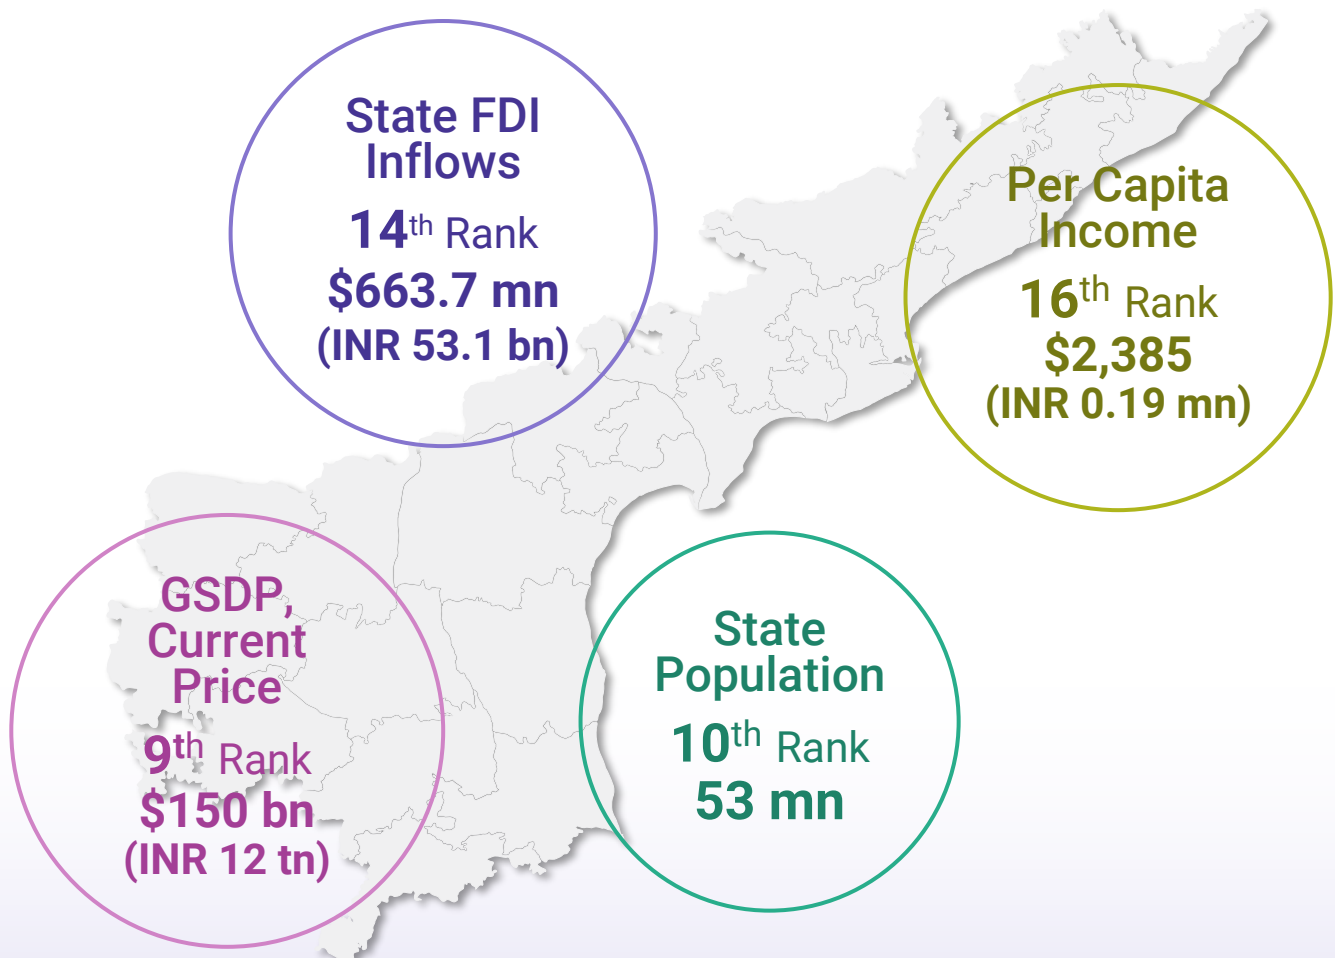 State FDI
Inflows
14th Rank
$663.7 mn
(INR 53.1 bn)
Per Capita
Income
16th Rank
$2,385
(INR 0.19 mn)
GSDP,
Current
Price
9th Rank
$150 bn
(INR 12 tn)
State
Population
10th Rank
53 mn